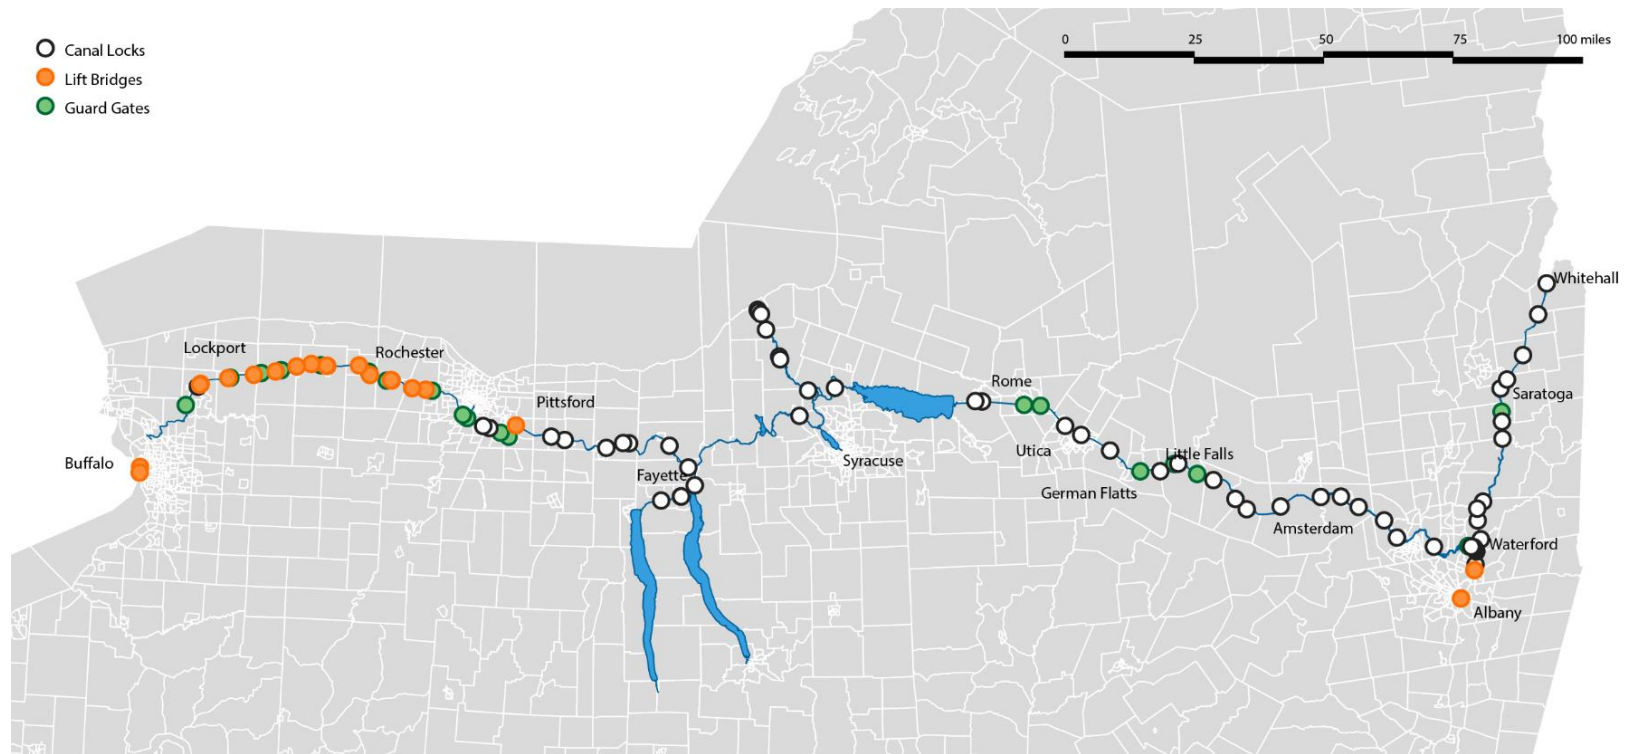 Canal Locks
Lift Bridges
Guard Gates
0 25 50 75 100 miles
Whitehall
Lockport
Rochester
Rome
Saratoga
Pittsford
Utica
Little Falls
Buffalo
Syracuse
Fayette
German Flatts
Amsterdam
Waterford
Albany